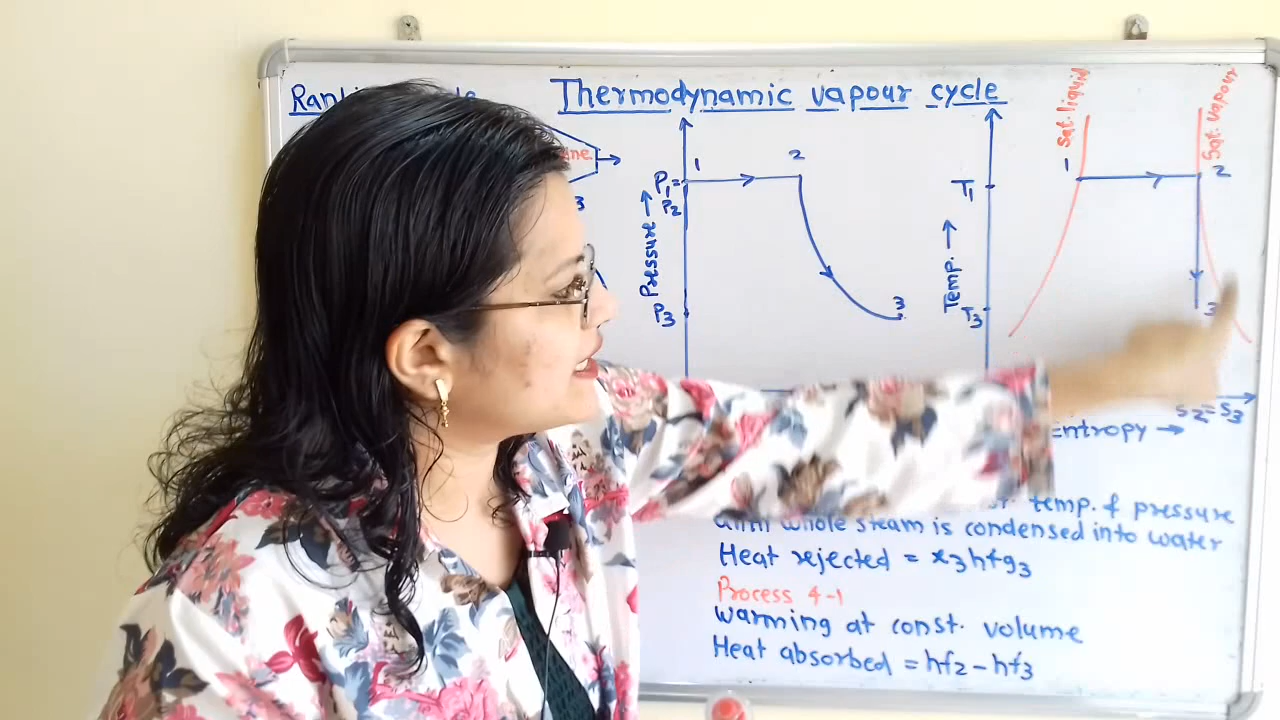 Thermodynamic vapour cycle
ine
3
Pressure →
P1=
P2
P3
1
2
3
Temp. →
T1
T3
Sat. liquid
Sat. vapour
1
2
3
S2=S3
Entropy →
temp. & pressure
whole steam is condensed into water
Heat rejected = x3hfg3
Process 4-1
Warming at const. volume
Heat absorbed = hf2-hf3